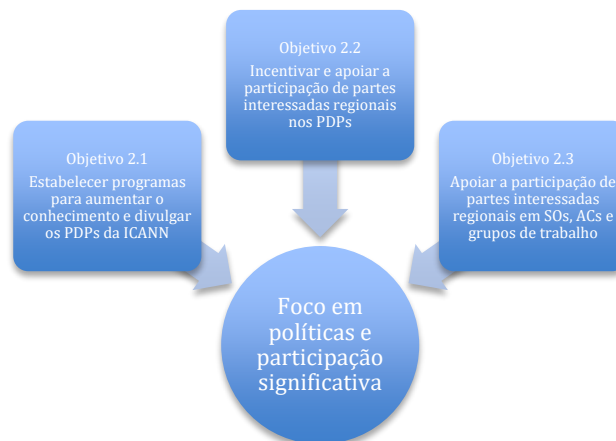 Objetivo 2.2
Incentivar e apoiar a
participação de partes
interessadas regionais
nos PDPs
Objetivo 2.1
Estabelecer programas
para aumentar o
conhecimento e divulgar
os PDPs da ICANN
Objetivo 2.3
Apoiar a participação de
partes interessadas
regionais em SOs, ACs e
grupos de trabalho
Foco em
políticas e
participação
significativa